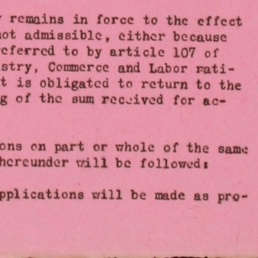 remains in force to the effect
not admissible, either because
referred to by article 107 of
stry, Commerce and Labor rati-
t is obligated to return to the
g of the sum received for ac-
ons on part or whole of the same
hereunder will be followed:
applications will be made as pro-